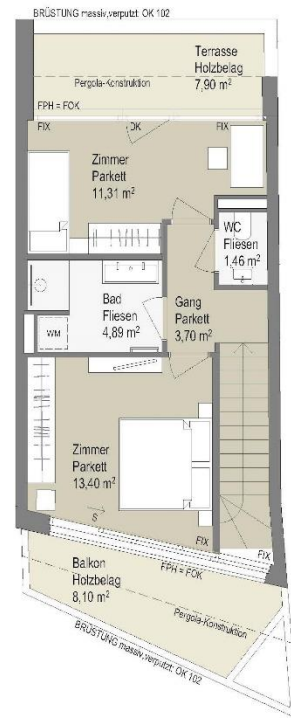 BRÜSTUNG massiv,verputzt: OK 102
Terrasse
Holzbelag
7,90 m²
Pergola-Konstruktion
FPH = FOK
FIX
DK
FIX
Zimmer
Parkett
11,31 m²
WC
Fliesen
1,46 m²
Bad
Fliesen
4,89 m²
Gang
Parkett
3,70 m²
WM
Zimmer
Parkett
13,40 m²
S
FIX
FIX
FPH = FOK
Balkon
Holzbelag
8,10 m²
Pergola-Konstruktion
BRÜSTUNG massiv,verputzt: OK 102